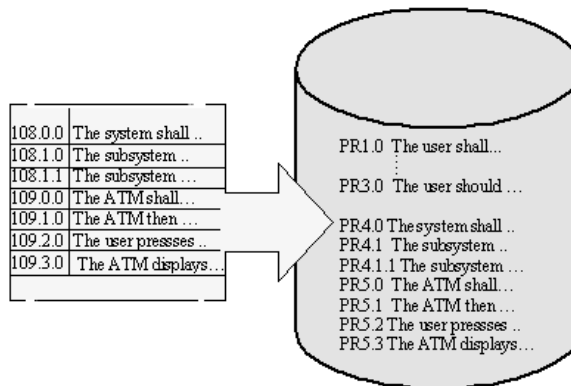 108.0.0 The system shall ..
108.1.0 The subsystem ..
108.1.1 The subsystem …
109.0.0 The ATM shall…
109.1.0 The ATM then …
109.2.0 The user pressses ..
109.3.0 The ATM displays…
PR1.0 The user shall…
PR3.0 The user should …
PR4.0 The system shall ..
PR4.1 The subsystem ..
PR4.1.1 The subsystem …
PR5.0 The ATM shall…
PR5.1 The ATM then …
PR5.2 The user pressses ..
PR5.3 The ATM displays…